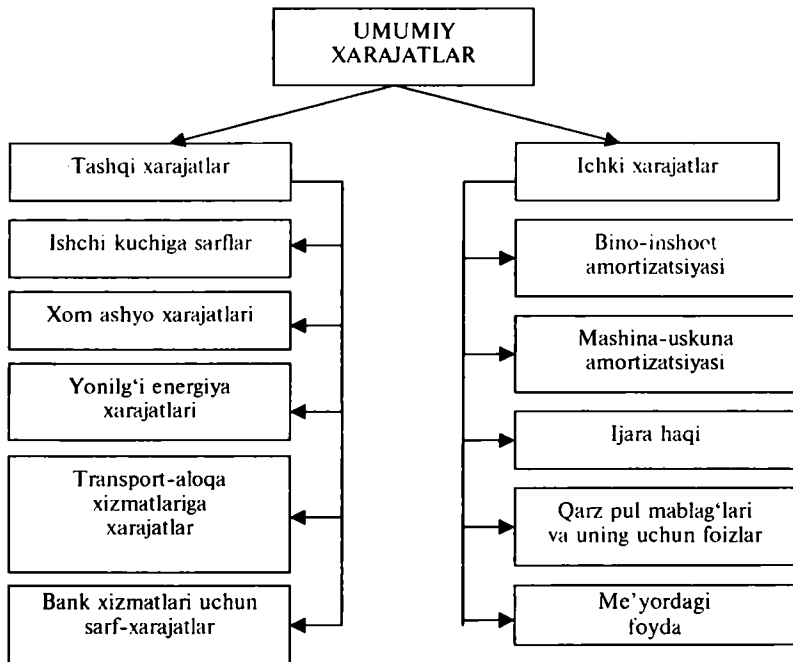 UMUMIY
XARAJATLAR
Tashqi xarajatlar
Ishchi kuchiga sarflar
Xom ashyo xarajatlari
Yonilg‘i energiya
xarajatlari
Transport-aloqa
xizmatlariga
xarajatlar
Bank xizmatlari uchun
sarf-xarajatlar
Ichki xarajatlar
Bino-inshoot
amortizatsiyasi
Mashina-uskuna
amortizatsiyasi
Ijara haqi
Qarz pul mablag‘lari
va uning uchun foizlar
Me’yordagi
foyda